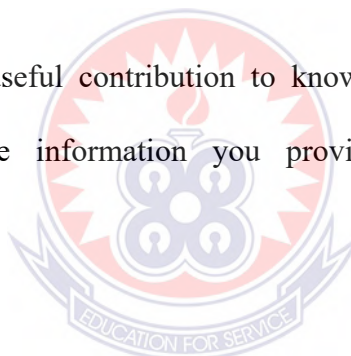 useful contribution to know
e information you provi
EDUCATION FOR SERVICE